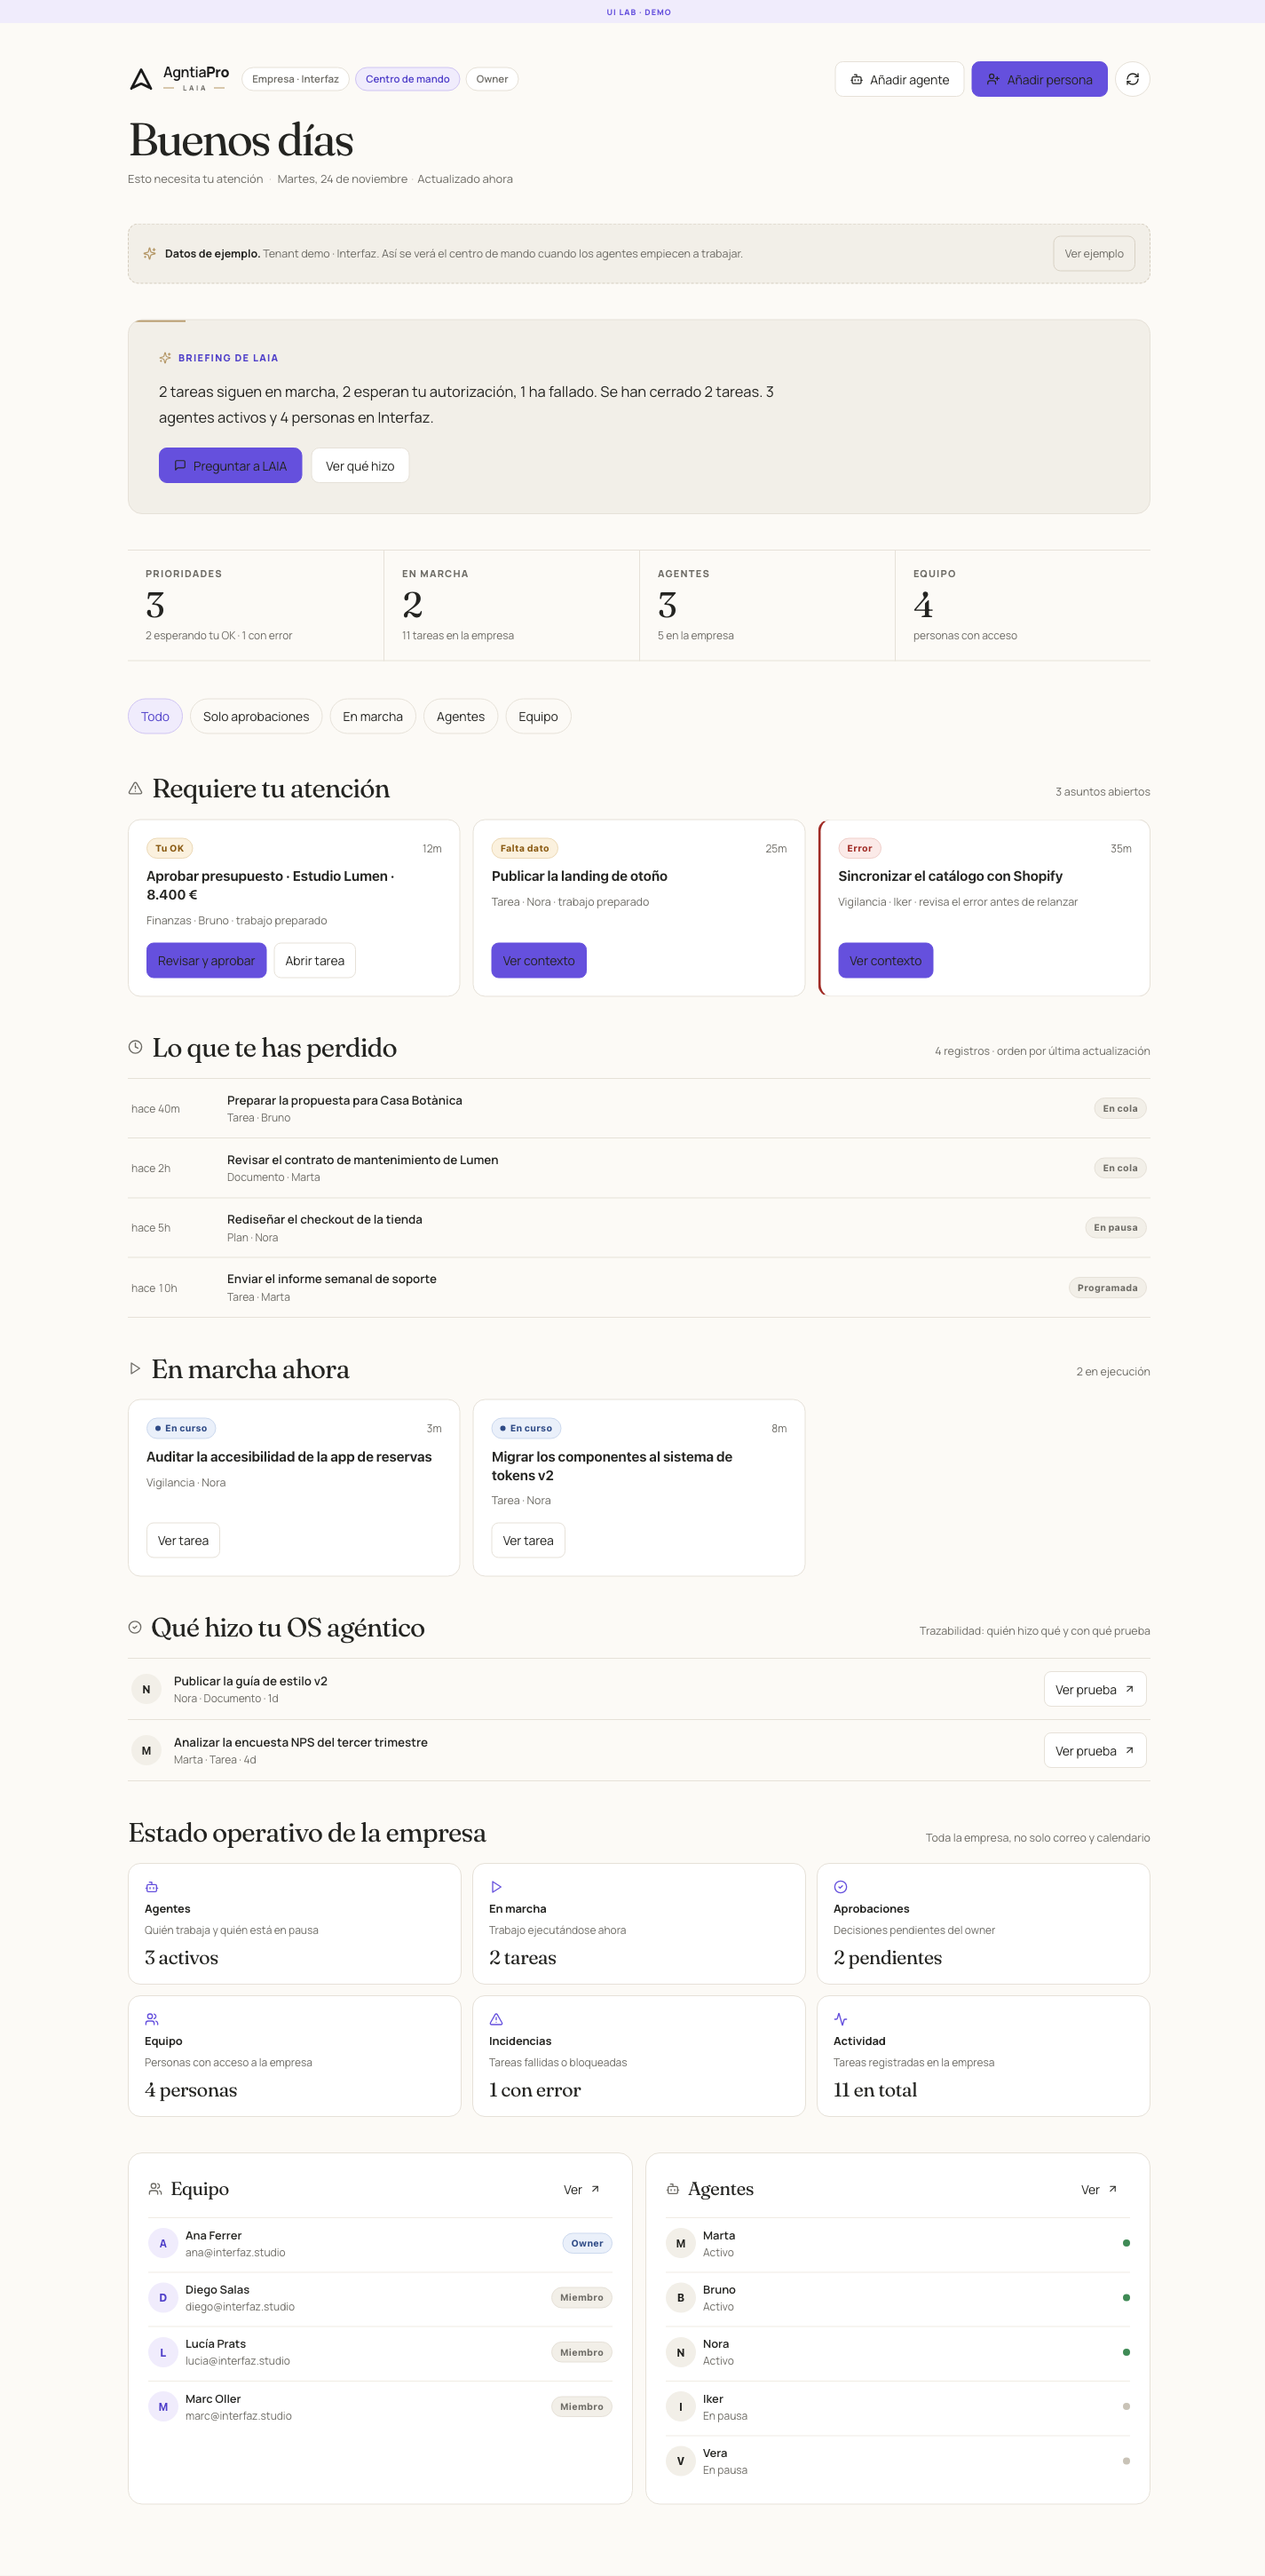 UI LAB · DEMO
AgntiaPro
LAIA
Empresa · Interfaz
Centro de mando
Owner
Añadir agente
Añadir persona
Buenos días
Esto necesita tu atención · Martes, 24 de noviembre · Actualizado ahora
Datos de ejemplo. Tenant demo · Interfaz. Así se verá el centro de mando cuando los agentes empiecen a trabajar.
Ver ejemplo
BRIEFING DE LAIA
2 tareas siguen en marcha, 2 esperan tu autorización, 1 ha fallado. Se han cerrado 2 tareas. 3
agentes activos y 4 personas en Interfaz.
Preguntar a LAIA
Ver qué hizo
PRIORIDADES
3
2 esperando tu OK · 1 con error
EN MARCHA
2
11 tareas en la empresa
AGENTES
3
5 en la empresa
EQUIPO
4
personas con acceso
Todo
Solo aprobaciones
En marcha
Agentes
Equipo
Requiere tu atención
3 asuntos abiertos
Tu OK
12m
Aprobar presupuesto · Estudio Lumen ·
8.400 €
Finanzas · Bruno · trabajo preparado
Revisar y aprobar
Abrir tarea
Falta dato
25m
Publicar la landing de otoño
Tarea · Nora · trabajo preparado
Ver contexto
Error
35m
Sincronizar el catálogo con Shopify
Vigilancia · Iker · revisa el error antes de relanzar
Ver contexto
Lo que te has perdido
4 registros · orden por última actualización
hace 40m
Preparar la propuesta para Casa Botànica
Tarea · Bruno
En cola
hace 2h
Revisar el contrato de mantenimiento de Lumen
Documento · Marta
En cola
hace 5h
Rediseñar el checkout de la tienda
Plan · Nora
En pausa
hace 10h
Enviar el informe semanal de soporte
Tarea · Marta
Programada
En marcha ahora
2 en ejecución
En curso
3m
Auditar la accesibilidad de la app de reservas
Vigilancia · Nora
Ver tarea
En curso
8m
Migrar los componentes al sistema de
tokens v2
Tarea · Nora
Ver tarea
Qué hizo tu OS agéntico
Trazabilidad: quién hizo qué y con qué prueba
N
Publicar la guía de estilo v2
Nora · Documento · 1d
Ver prueba
M
Analizar la encuesta NPS del tercer trimestre
Marta · Tarea · 4d
Ver prueba
Estado operativo de la empresa
Toda la empresa, no solo correo y calendario
Agentes
Quién trabaja y quién está en pausa
3 activos
En marcha
Trabajo ejecutándose ahora
2 tareas
Aprobaciones
Decisiones pendientes del owner
2 pendientes
Equipo
Personas con acceso a la empresa
4 personas
Incidencias
Tareas fallidas o bloqueadas
1 con error
Actividad
Tareas registradas en la empresa
11 en total
Equipo
Ver
A
Ana Ferrer
ana@interfaz.studio
Owner
D
Diego Salas
diego@interfaz.studio
Miembro
L
Lucía Prats
lucia@interfaz.studio
Miembro
M
Marc Oller
marc@interfaz.studio
Miembro
Agentes
Ver
M
Marta
Activo
B
Bruno
Activo
N
Nora
Activo
I
Iker
En pausa
V
Vera
En pausa